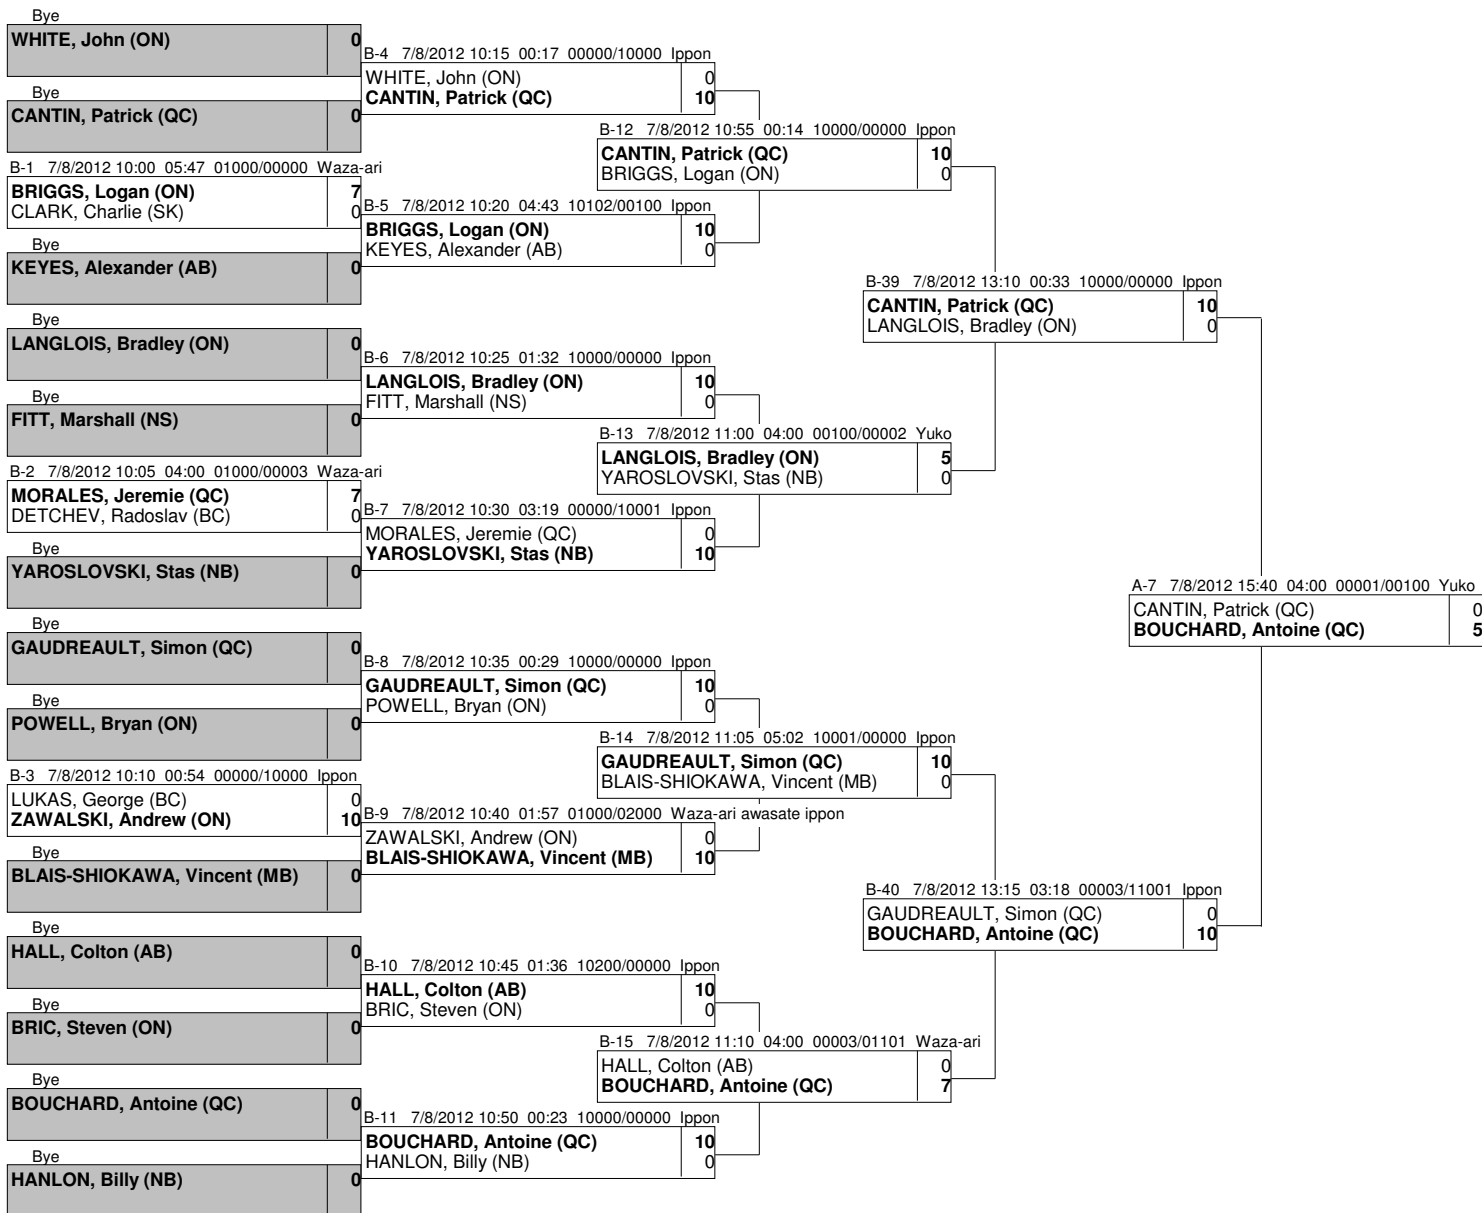 Bye
WHITE, John (ON) 0
Bye
CANTIN, Patrick (QC) 0
B-1 7/8/2012 10:00 05:47 01000/00000 Waza-ari
BRIGGS, Logan (ON) 7
CLARK, Charlie (SK) 0
Bye
KEYES, Alexander (AB) 0
Bye
LANGLOIS, Bradley (ON) 0
Bye
FITT, Marshall (NS) 0
B-2 7/8/2012 10:05 04:00 01000/00003 Waza-ari
MORALES, Jeremie (QC) 7
DETCHEV, Radoslav (BC) 0
Bye
YAROSLOVSKI, Stas (NB) 0
Bye
GAUDREAULT, Simon (QC) 0
Bye
POWELL, Bryan (ON) 0
B-3 7/8/2012 10:10 00:54 00000/10000 Ippon
LUKAS, George (BC) 0
ZAWALSKI, Andrew (ON) 10
Bye
BLAIS-SHIOKAWA, Vincent (MB) 0
Bye
HALL, Colton (AB) 0
Bye
BRIC, Steven (ON) 0
Bye
BOUCHARD, Antoine (QC) 0
Bye
HANLON, Billy (NB) 0
B-4 7/8/2012 10:15 00:17 00000/10000 Ippon
WHITE, John (ON) 0
CANTIN, Patrick (QC) 10
B-5 7/8/2012 10:20 04:43 10102/00100 Ippon
BRIGGS, Logan (ON) 10
KEYES, Alexander (AB) 0
B-6 7/8/2012 10:25 01:32 10000/00000 Ippon
LANGLOIS, Bradley (ON) 10
FITT, Marshall (NS) 0
B-7 7/8/2012 10:30 03:19 00000/10001 Ippon
MORALES, Jeremie (QC) 0
YAROSLOVSKI, Stas (NB) 10
B-8 7/8/2012 10:35 00:29 10000/00000 Ippon
GAUDREAULT, Simon (QC) 10
POWELL, Bryan (ON) 0
B-9 7/8/2012 10:40 01:57 01000/02000 Waza-ari awasate ippon
ZAWALSKI, Andrew (ON) 0
BLAIS-SHIOKAWA, Vincent (MB) 10
B-10 7/8/2012 10:45 01:36 10200/00000 Ippon
HALL, Colton (AB) 10
BRIC, Steven (ON) 0
B-11 7/8/2012 10:50 00:23 10000/00000 Ippon
BOUCHARD, Antoine (QC) 10
HANLON, Billy (NB) 0
B-12 7/8/2012 10:55 00:14 10000/00000 Ippon
CANTIN, Patrick (QC) 10
BRIGGS, Logan (ON) 0
B-13 7/8/2012 11:00 04:00 00100/00002 Yuko
LANGLOIS, Bradley (ON) 5
YAROSLOVSKI, Stas (NB) 0
B-14 7/8/2012 11:05 05:02 10001/00000 Ippon
GAUDREAULT, Simon (QC) 10
BLAIS-SHIOKAWA, Vincent (MB) 0
B-15 7/8/2012 11:10 04:00 00003/01101 Waza-ari
HALL, Colton (AB) 0
BOUCHARD, Antoine (QC) 7
B-39 7/8/2012 13:10 00:33 10000/00000 Ippon
CANTIN, Patrick (QC) 10
LANGLOIS, Bradley (ON) 0
B-40 7/8/2012 13:15 03:18 00003/11001 Ippon
GAUDREAULT, Simon (QC) 0
BOUCHARD, Antoine (QC) 10
A-7 7/8/2012 15:40 04:00 00001/00100 Yuko
CANTIN, Patrick (QC) 0
BOUCHARD, Antoine (QC) 5